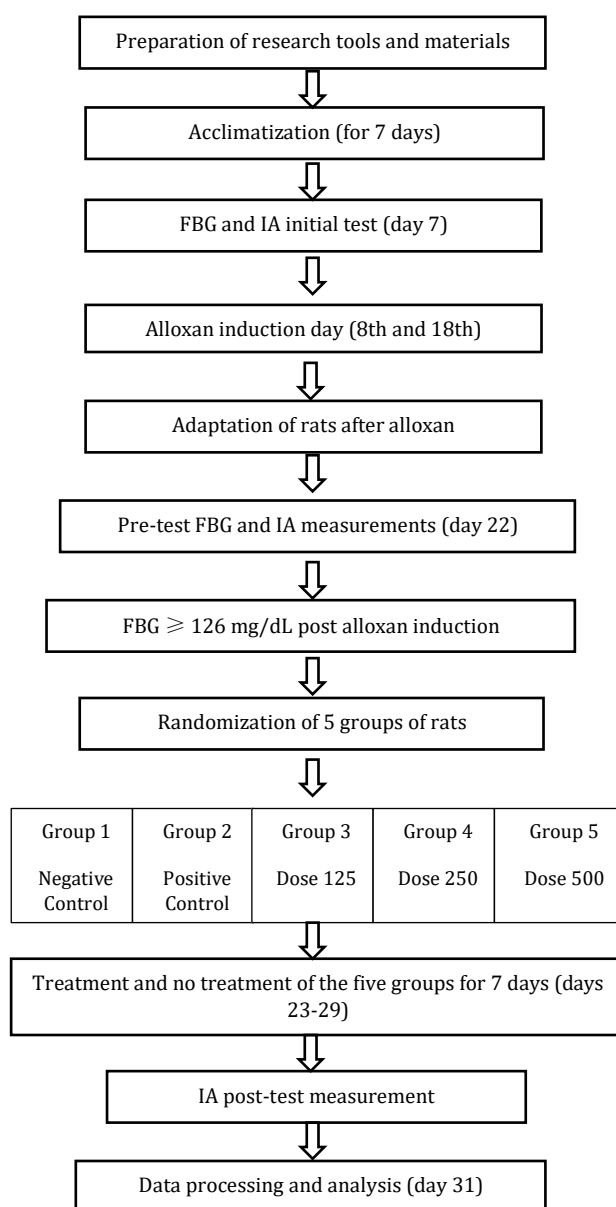 Preparation of research tools and materials
Acclimatization (for 7 days)
FBG and IA initial test (day 7)
Alloxan induction day (8th and 18th)
Adaptation of rats after alloxan
Pre-test FBG and IA measurements (day 22)
FBG ⩾ 126 mg/dL post alloxan induction
Randomization of 5 groups of rats
Group 1 Group 2 Group 3 Group 4 Group 5
Negative Positive Dose 125 Dose 250 Dose 500
Control Control
Treatment and no treatment of the five groups for 7 days (days
23-29)
IA post-test measurement
Data processing and analysis (day 31)